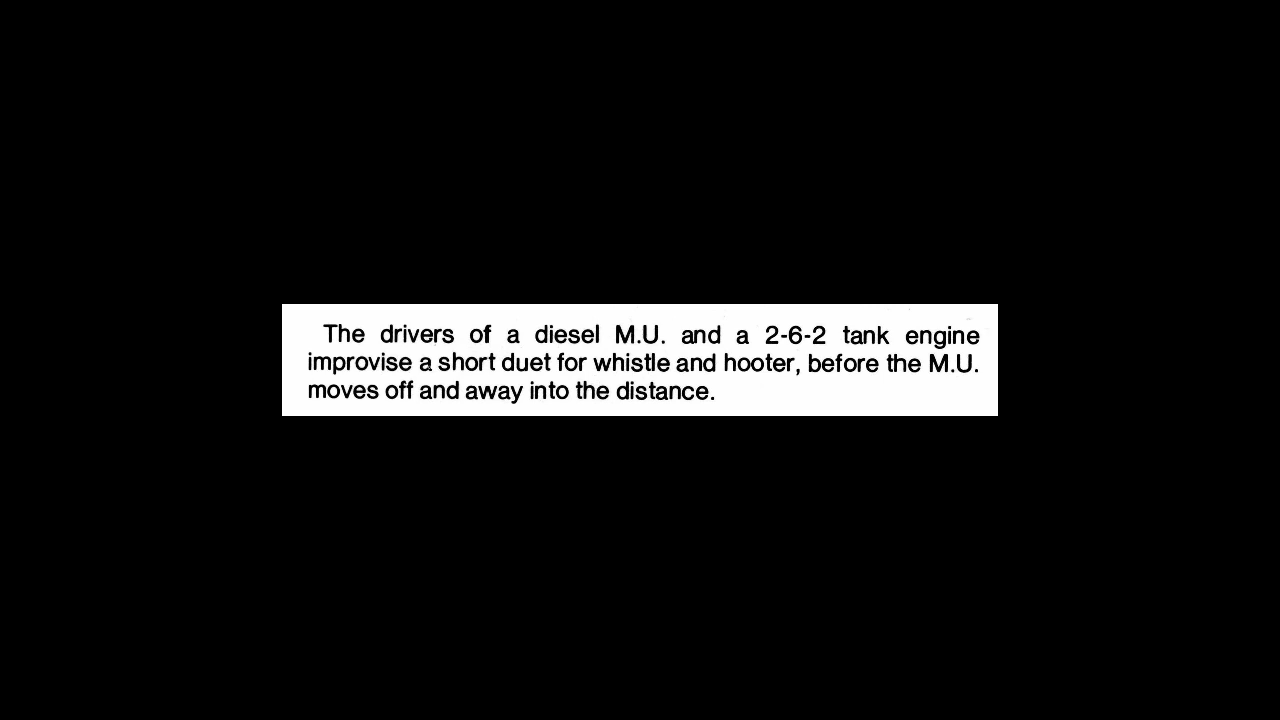 The drivers of a diesel M.U. and a 2-6-2 tank engine
improvise a short duet for whistle and hooter, before the M.U.
moves off and away into the distance.